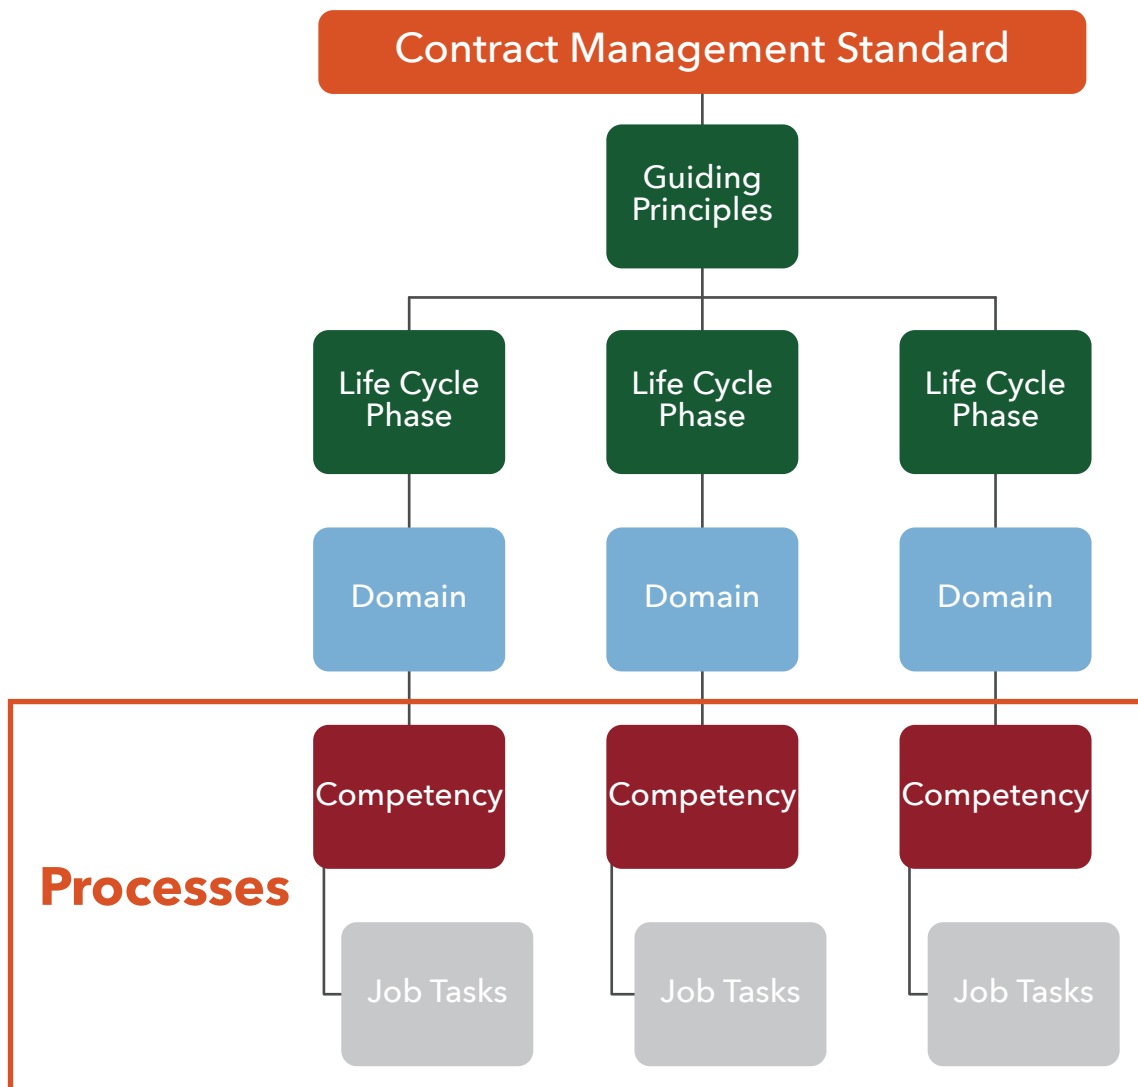 Contract Management Standard
Guiding
Principles
Life Cycle
Phase
Life Cycle
Phase
Life Cycle
Phase
Domain
Domain
Domain
Competency
Competency
Competency
Processes
Job Tasks
Job Tasks
Job Tasks